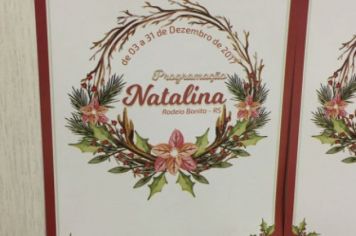 de 03 a 31 de Dezembro de 2017
Programação
Natalina
Rodeio Bonito - RS